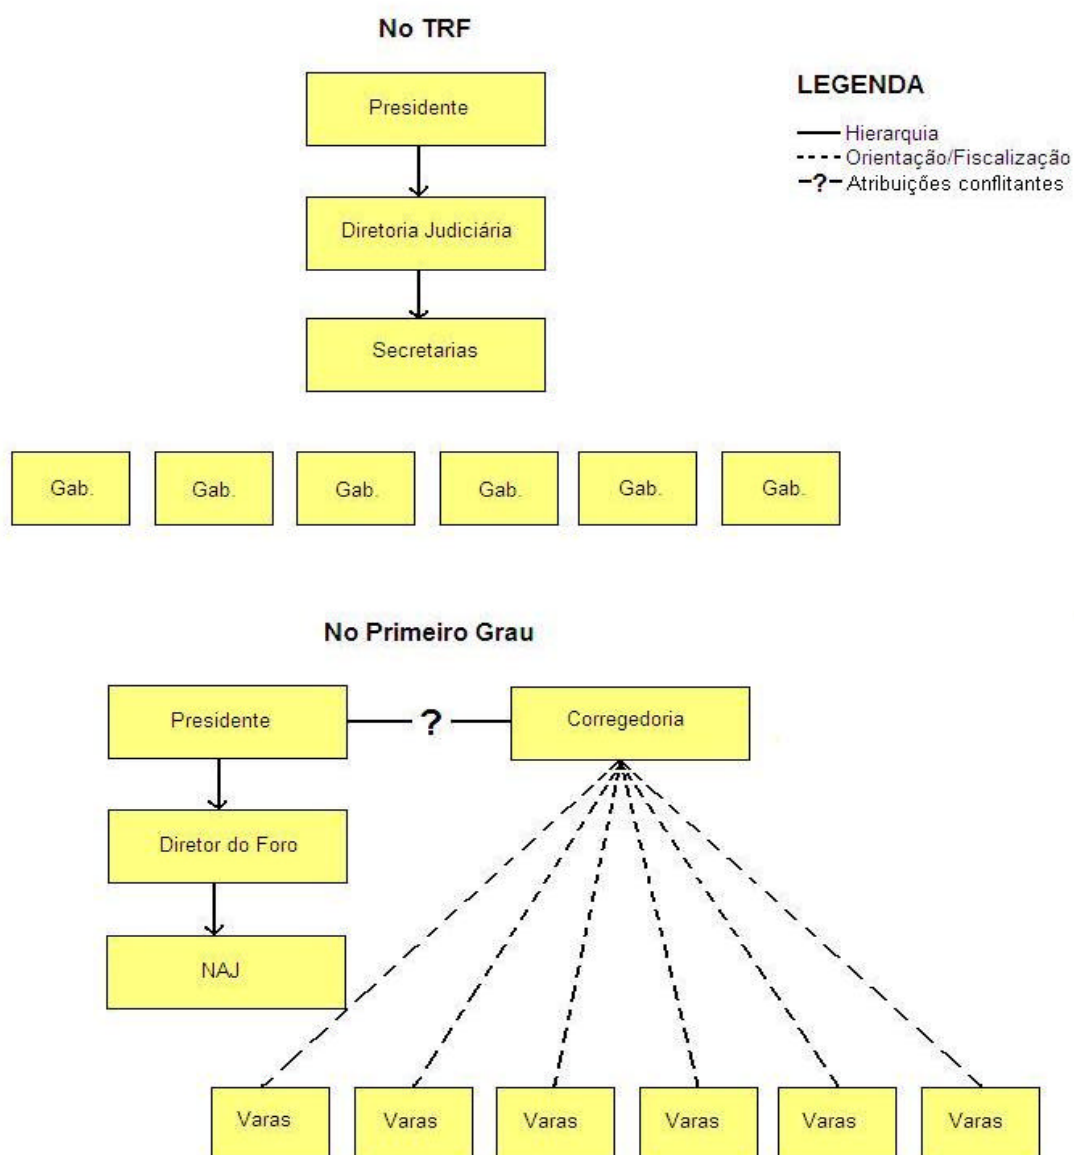 No TRF
Presidente
LEGENDA
Hierarquia
Orientação/Fiscalização
? Atribuições conflitantes
Diretoria Judiciária
Secretarias
Gab. Gab. Gab. Gab. Gab. Gab.
No Primeiro Grau
Presidente ? Corregedoria
Diretor do Foro
NAJ
Varas Varas Varas Varas Varas Varas